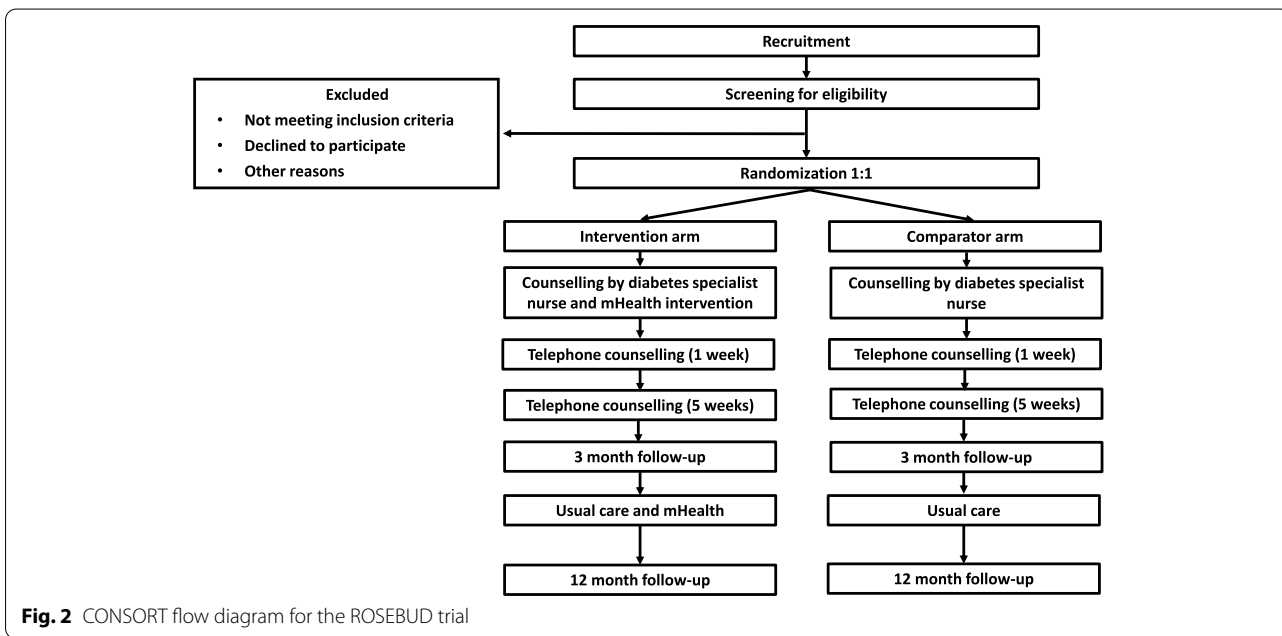 Recruitment
Screening for eligibility
Excluded
• Not meeting inclusion criteria
• Declined to participate
• Other reasons
Randomization 1:1
Intervention arm
Counselling by diabetes specialist
nurse and mHealth intervention
Telephone counselling (1 week)
Telephone counselling (5 weeks)
3 month follow-up
Usual care and mHealth
12 month follow-up
Comparator arm
Counselling by diabetes specialist
nurse
Telephone counselling (1 week)
Telephone counselling (5 weeks)
3 month follow-up
Usual care
12 month follow-up
Fig. 2 CONSORT flow diagram for the ROSEBUD trial